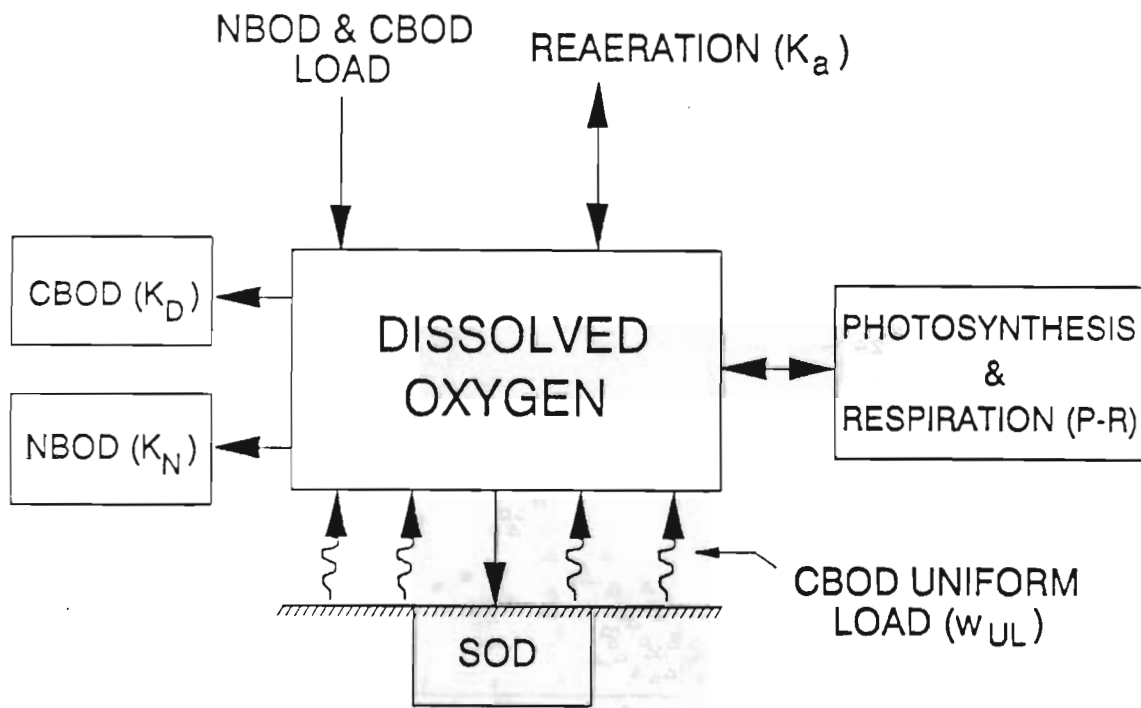 NBOD & CBOD
LOAD
REAERATION (Ka)
CBOD (KD)
NBOD (KN)
DISSOLVED
OXYGEN
PHOTOSYNTHESIS
&
RESPIRATION (P-R)
CBOD UNIFORM
LOAD (wUL)
SOD